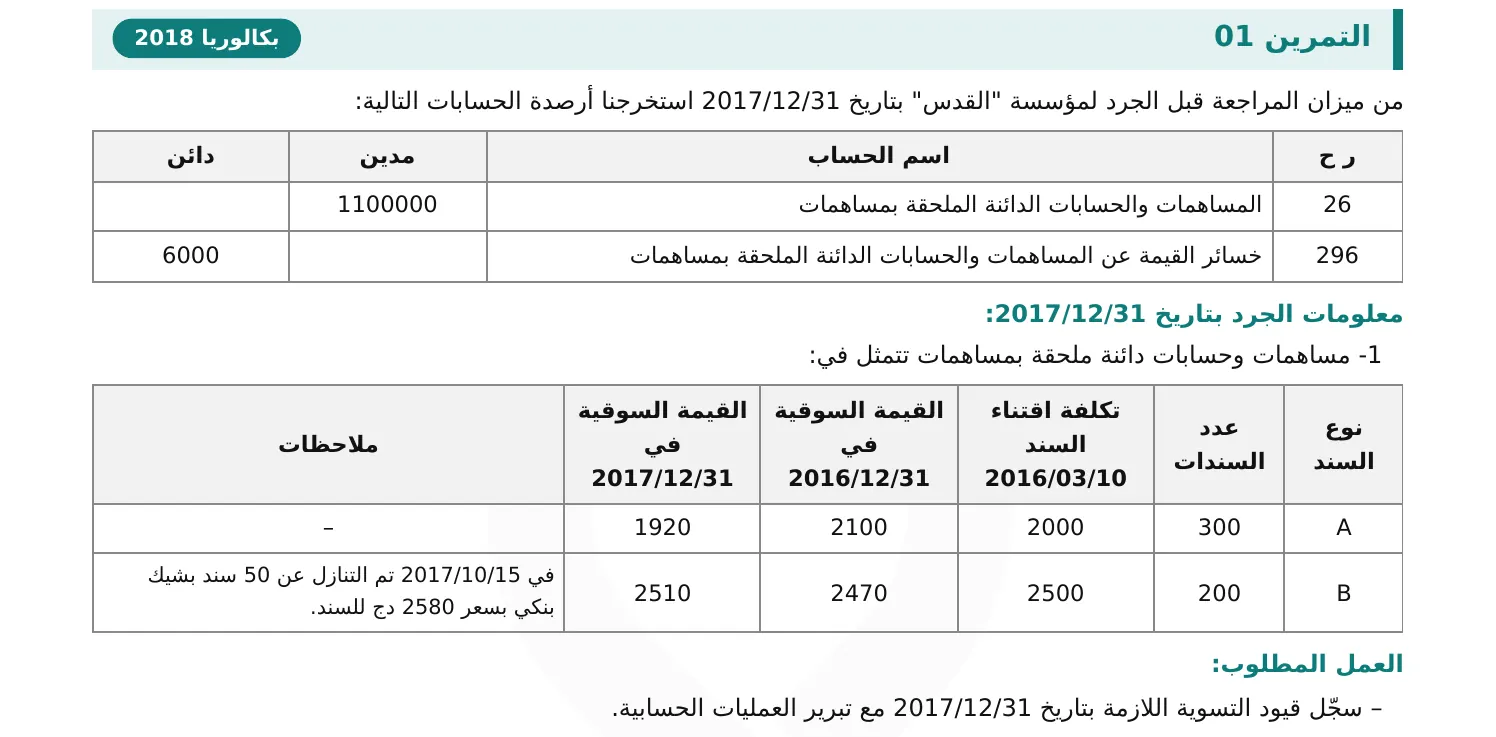 التمرين 01
بكالوريا 2018
من ميزان المراجعة قبل الجرد لمؤسسة "القدس" بتاريخ 2017/12/31 استخرجنا أرصدة الحسابات التالية:
ر ح اسم الحساب مدين دائن
26 المساهمات والحسابات الدائنة الملحقة بمساهمات 1100000
296 خسائر القيمة عن المساهمات والحسابات الدائنة الملحقة بمساهمات 6000
معلومات الجرد بتاريخ 2017/12/31:
1- مساهمات وحسابات دائنة ملحقة بمساهمات تتمثل في:
نوع السند عدد السندات تكلفة اقتناء السند 2016/03/10 القيمة السوقية في 2016/12/31 القيمة السوقية في 2017/12/31 ملاحظات
A 300 2000 2100 1920 –
B 200 2500 2470 2510 في 2017/10/15 تم التنازل عن 50 سند بشيك بنكي بسعر 2580 دج للسند.
العمل المطلوب:
– سجّل قيود التسوية اللازمة بتاريخ 2017/12/31 مع تبرير العمليات الحسابية.